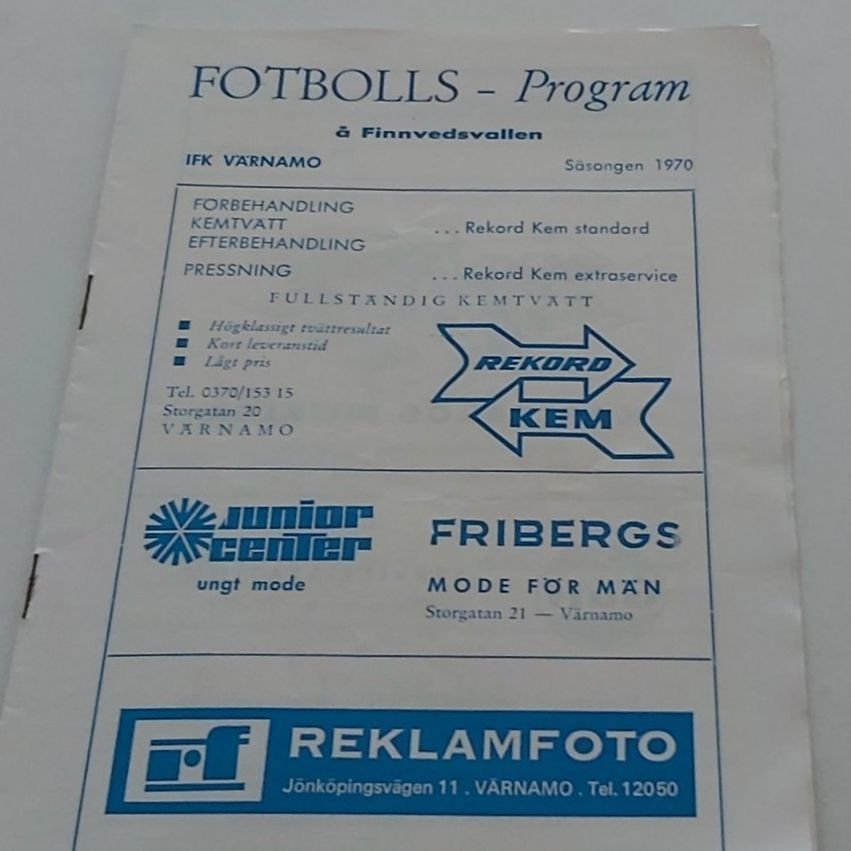 FOTBOLLS - Program
å Finnvedsvallen
IFK VÄRNAMO
Säsongen 1970
FÖRBEHANDLING
KEMTVÄTT
EFTERBEHANDLING
... Rekord Kem standard
PRESSNING
... Rekord Kem extraservice
FULLSTÄNDIG KEMTVÄTT
Högklassigt tvättresultat
Kort leveranstid
Lågt pris
REKORD
KEM
Tel. 0370/153 15
Storgatan 20
VÄRNAMO
JUNIOR
CENTER
ungt mode
FRIBERGS
MODE FÖR MÄN
Storgatan 21 — Värnamo
rf
REKLAMFOTO
Jönköpingsvägen 11 . VÄRNAMO . Tel. 12050